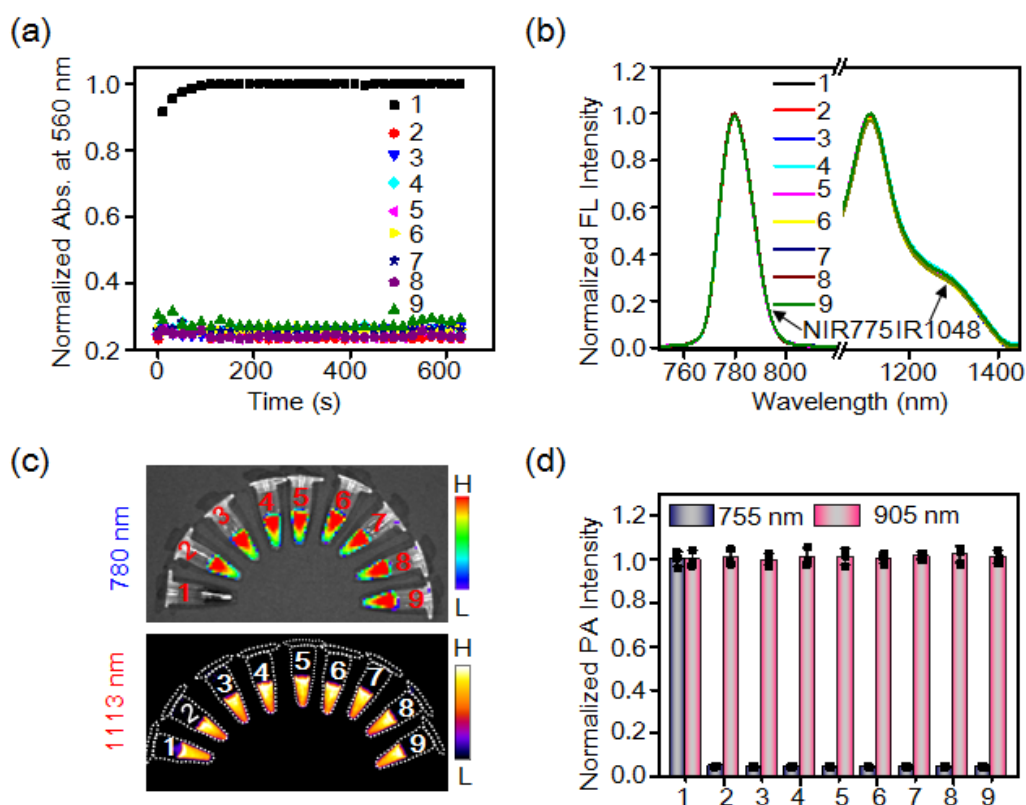 (a)
Normalized Abs. at 560 nm
1.0
0.8
0.6
0.4
0.2
0 200 400 600
Time (s)
1
2
3
4
5
6
7
8
9
(b)
Normalized FL Intensity
1.2
1.0
0.8
0.6
0.4
0.2
0.0
760 780 800 1200 1400
Wavelength (nm)
1
2
3
4
5
6
7
8
9
NIR775 IR1048
(c)
780 nm
1 2 3 4 5 6 7 8 9
H
L
1113 nm
1 2 3 4 5 6 7 8 9
H
L
(d)
Normalized PA Intensity
1.2
1.0
0.8
0.6
0.4
0.2
0.0
755 nm 905 nm
1 2 3 4 5 6 7 8 9